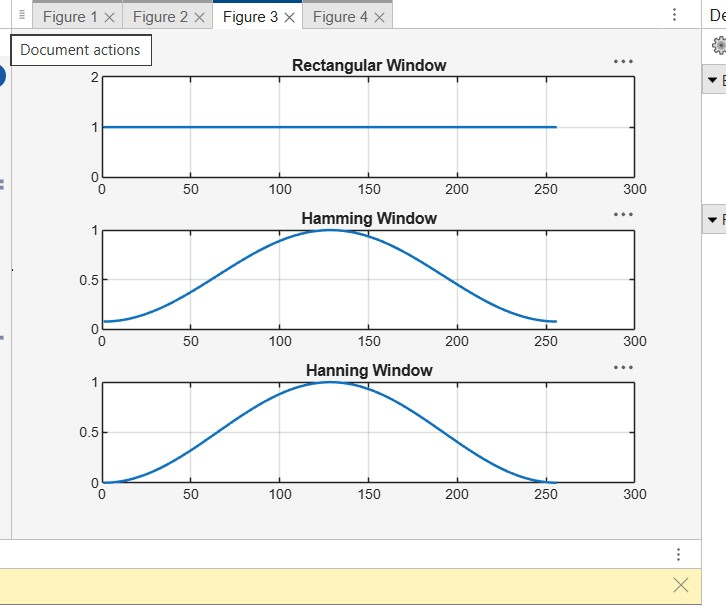 Figure 1 Figure 2 Figure 3 Figure 4
De
Document actions
Rectangular Window
2
1
0
0 50 100 150 200 250 300
Hamming Window
1
0.5
0
0 50 100 150 200 250 300
Hanning Window
1
0.5
0
0 50 100 150 200 250 300